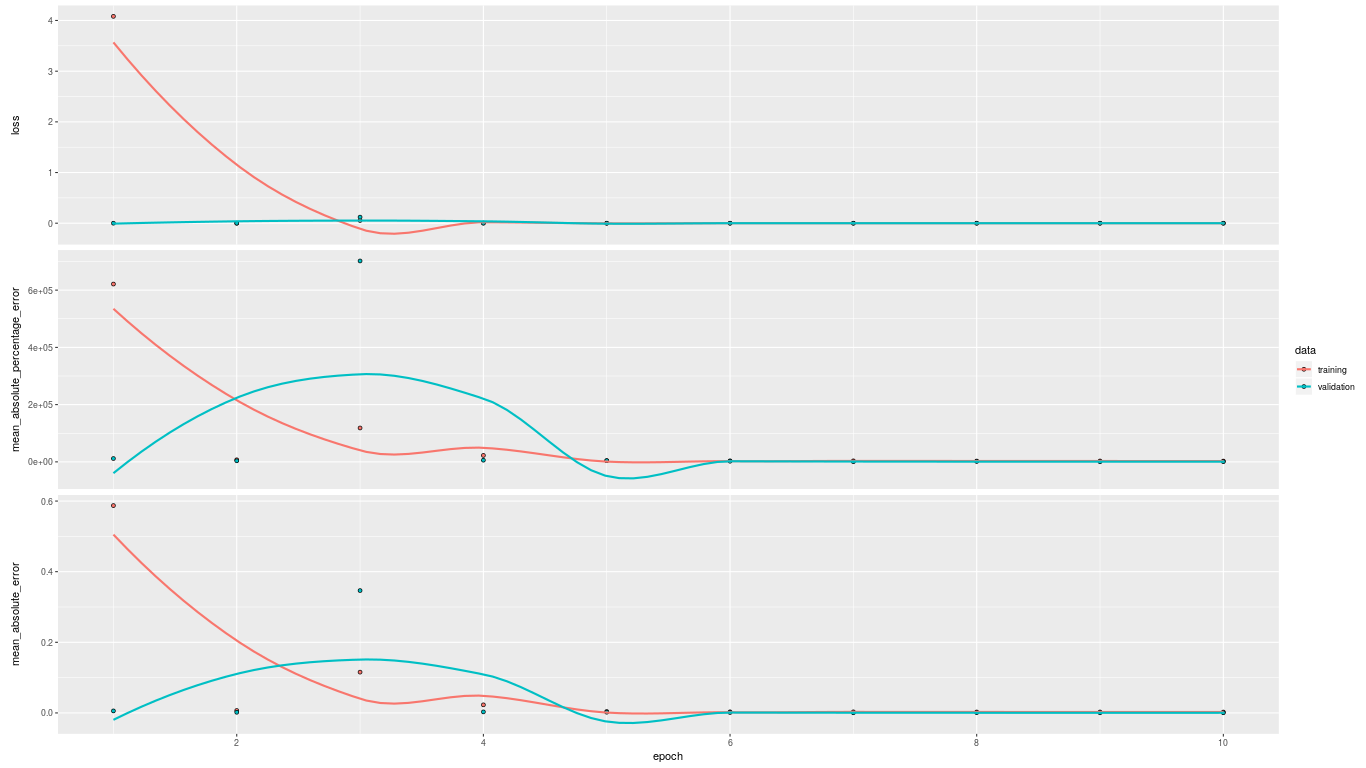 4
3
2
1
0
loss
6e+05
4e+05
2e+05
0e+00
mean_absolute_percentage_error
0.6
0.4
0.2
0.0
mean_absolute_error
2
4
6
8
10
epoch
data
training
validation